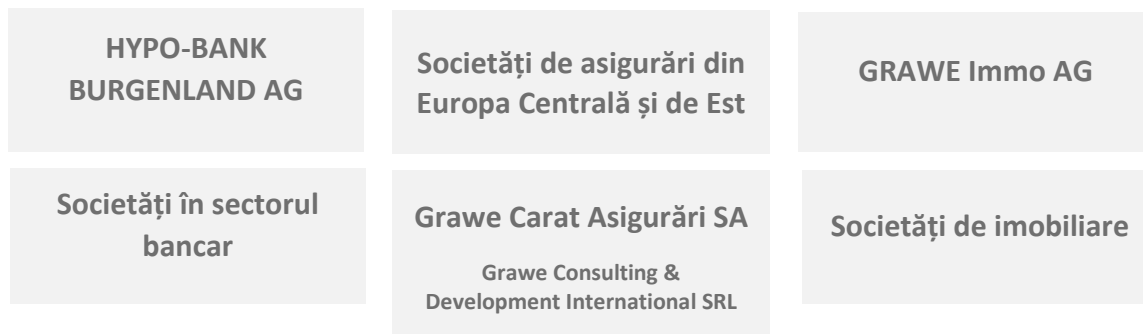 HYPO-BANK
BURGENLAND AG
Societăți de asigurări din
Europa Centrală și de Est
GRAWE Immo AG
Societăți în sectorul
bancar
Grawe Carat Asigurări SA
Grawe Consulting &
Development International SRL
Societăți de imobiliare